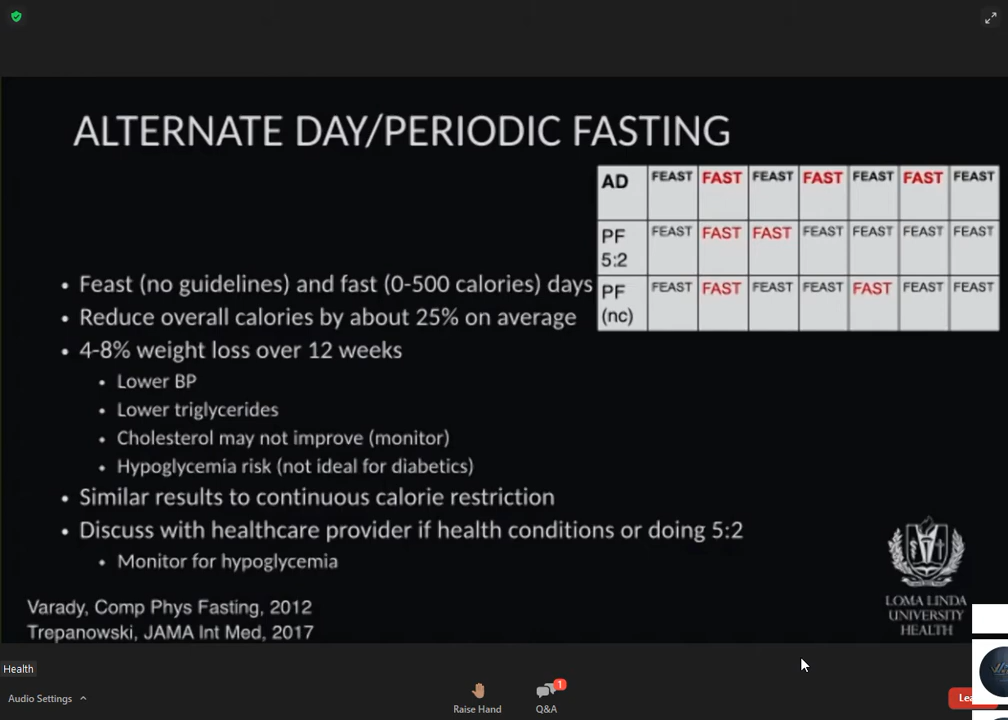 ALTERNATE DAY/PERIODIC FASTING
AD FEAST FAST FEAST FAST FEAST FAST FEAST
PF 5:2 FEAST FAST FAST FEAST FEAST FEAST FEAST
PF (nc) FEAST FAST FEAST FEAST FAST FEAST FEAST
• Feast (no guidelines) and fast (0-500 calories) days
• Reduce overall calories by about 25% on average
• 4-8% weight loss over 12 weeks
• Lower BP
• Lower triglycerides
• Cholesterol may not improve (monitor)
• Hypoglycemia risk (not ideal for diabetics)
• Similar results to continuous calorie restriction
• Discuss with healthcare provider if health conditions or doing 5:2
• Monitor for hypoglycemia
Varady, Comp Phys Fasting, 2012
Trepanowski, JAMA Int Med, 2017
LOMA LINDA
UNIVERSITY
HEALTH
Health
Audio Settings
Raise Hand
Q&A
1